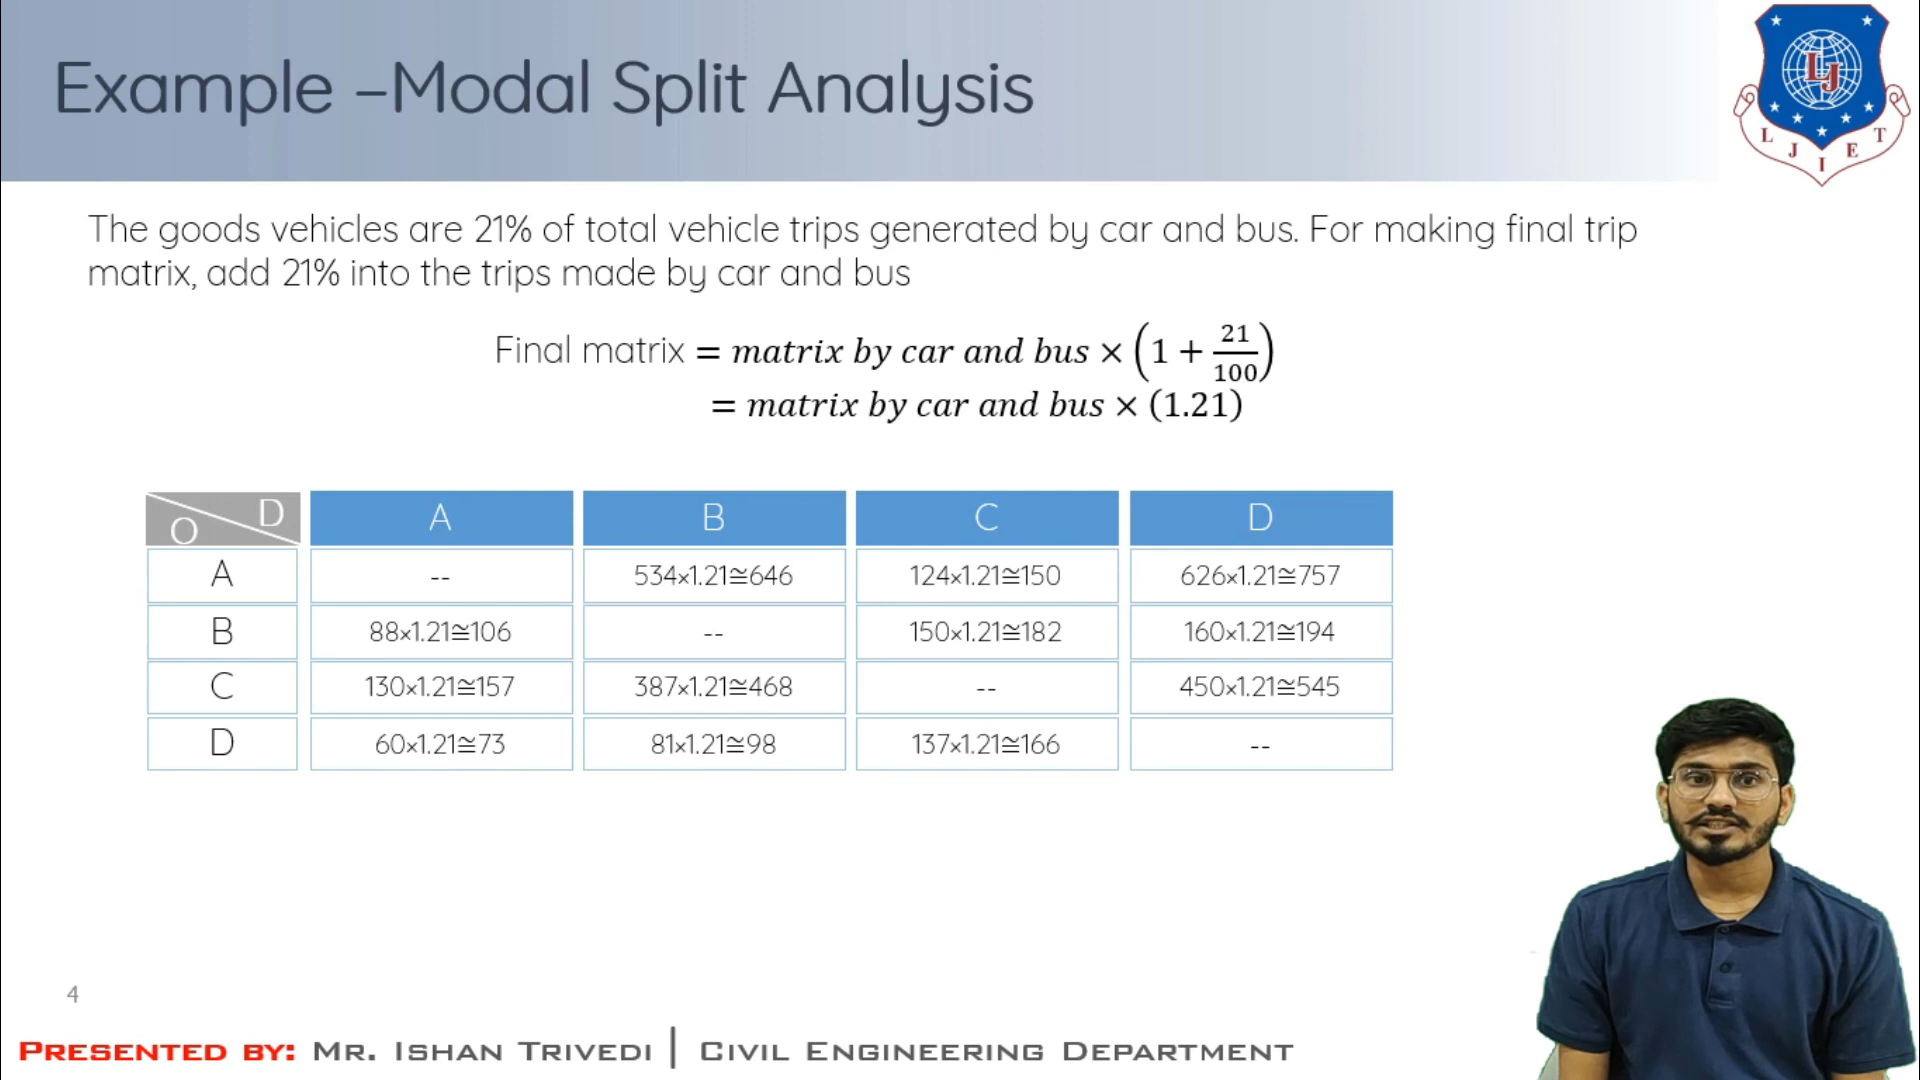 Example –Modal Split Analysis
L J I E T
LJ
The goods vehicles are 21% of total vehicle trips generated by car and bus. For making final trip
matrix, add 21% into the trips made by car and bus
Final matrix = matrix by car and bus × (1 + 21/100)
= matrix by car and bus × (1.21)
O D A B C D
A -- 534×1.21≅646 124×1.21≅150 626×1.21≅757
B 88×1.21≅106 -- 150×1.21≅182 160×1.21≅194
C 130×1.21≅157 387×1.21≅468 -- 450×1.21≅545
D 60×1.21≅73 81×1.21≅98 137×1.21≅166 --
4
PRESENTED BY: MR. ISHAN TRIVEDI | CIVIL ENGINEERING DEPARTMENT